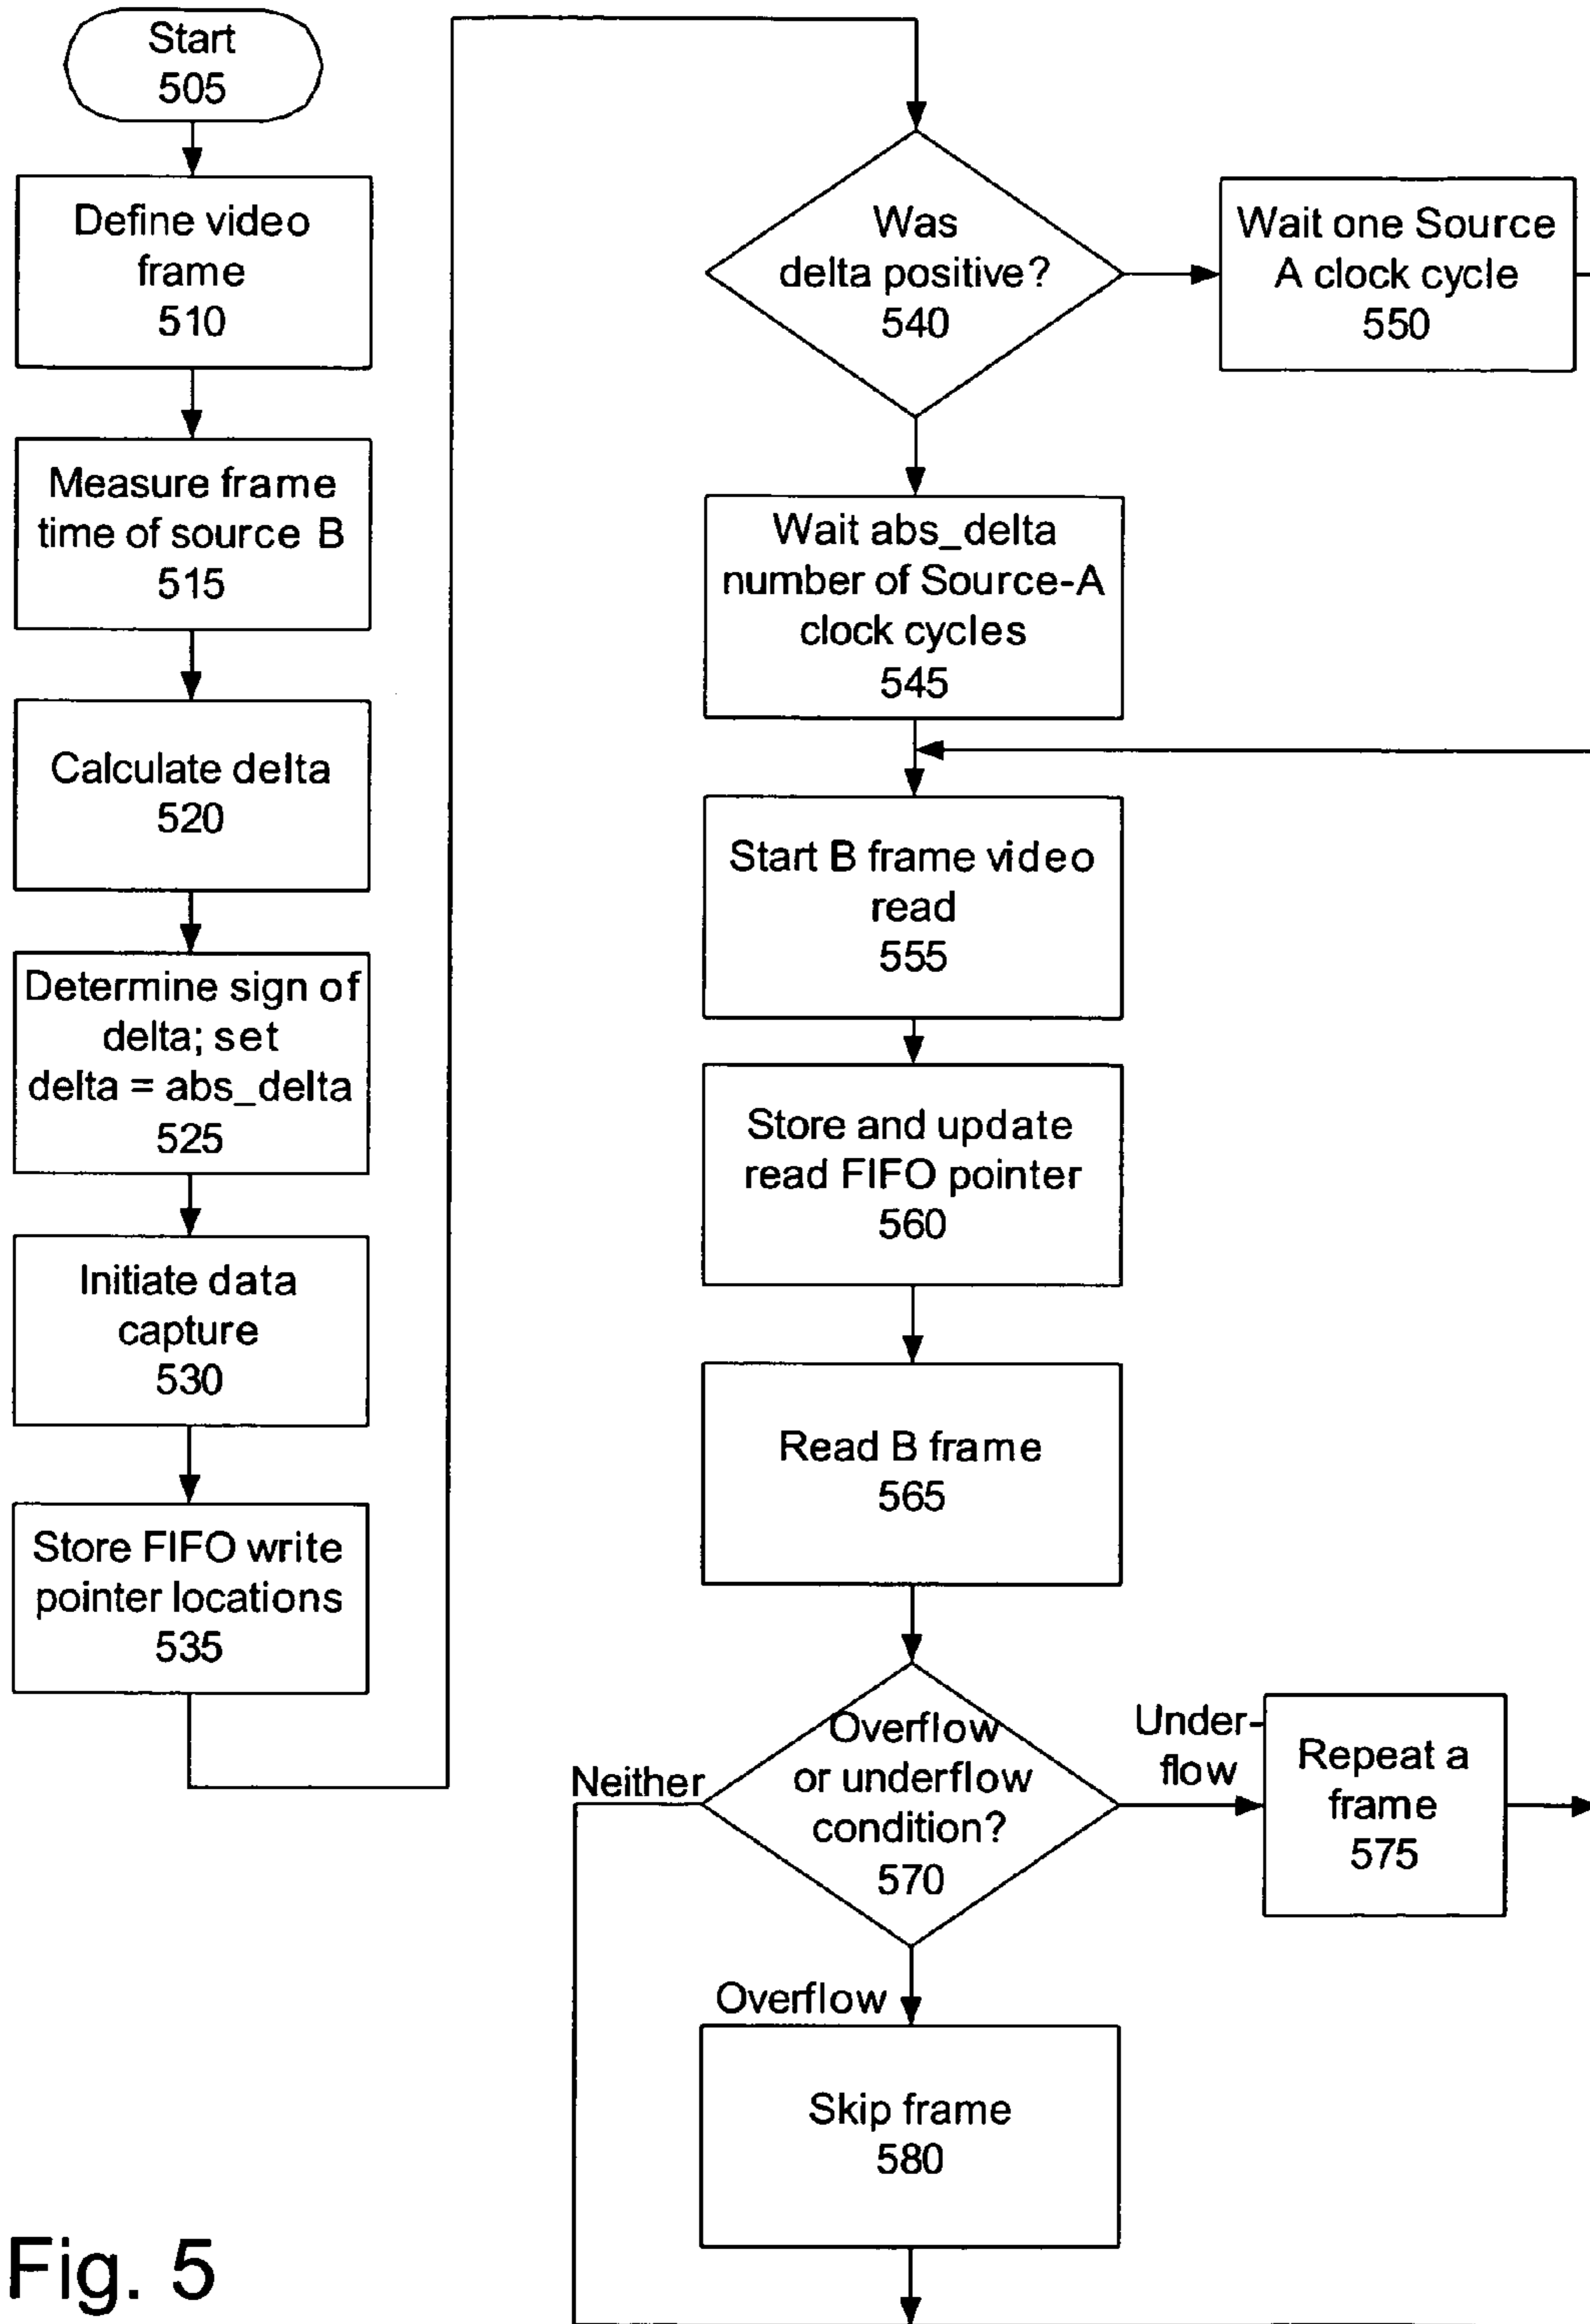 Start
505
Define video
frame
510
Measure frame
time of source B
515
Calculate delta
520
Determine sign of
delta; set
delta = abs_delta
525
Initiate data
capture
530
Store FIFO write
pointer locations
535
Was
delta positive?
540
Wait one Source
A clock cycle
550
Wait abs_delta
number of Source-A
clock cycles
545
Start B frame video
read
555
Store and update
read FIFO pointer
560
Read B frame
565
Overflow
or underflow
condition?
570
Neither
Under-
flow
Repeat a
frame
575
Overflow
Skip frame
580
Fig. 5